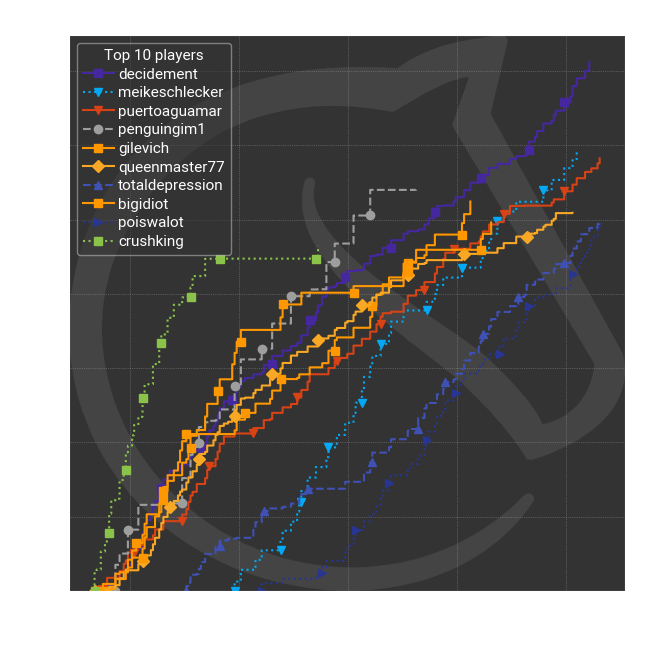 Top 10 players
decidement
meikeschlecker
puertoaguamar
penguingim1
gilevich
queenmaster77
totaldepression
bigidiot
poiswalot
crushking